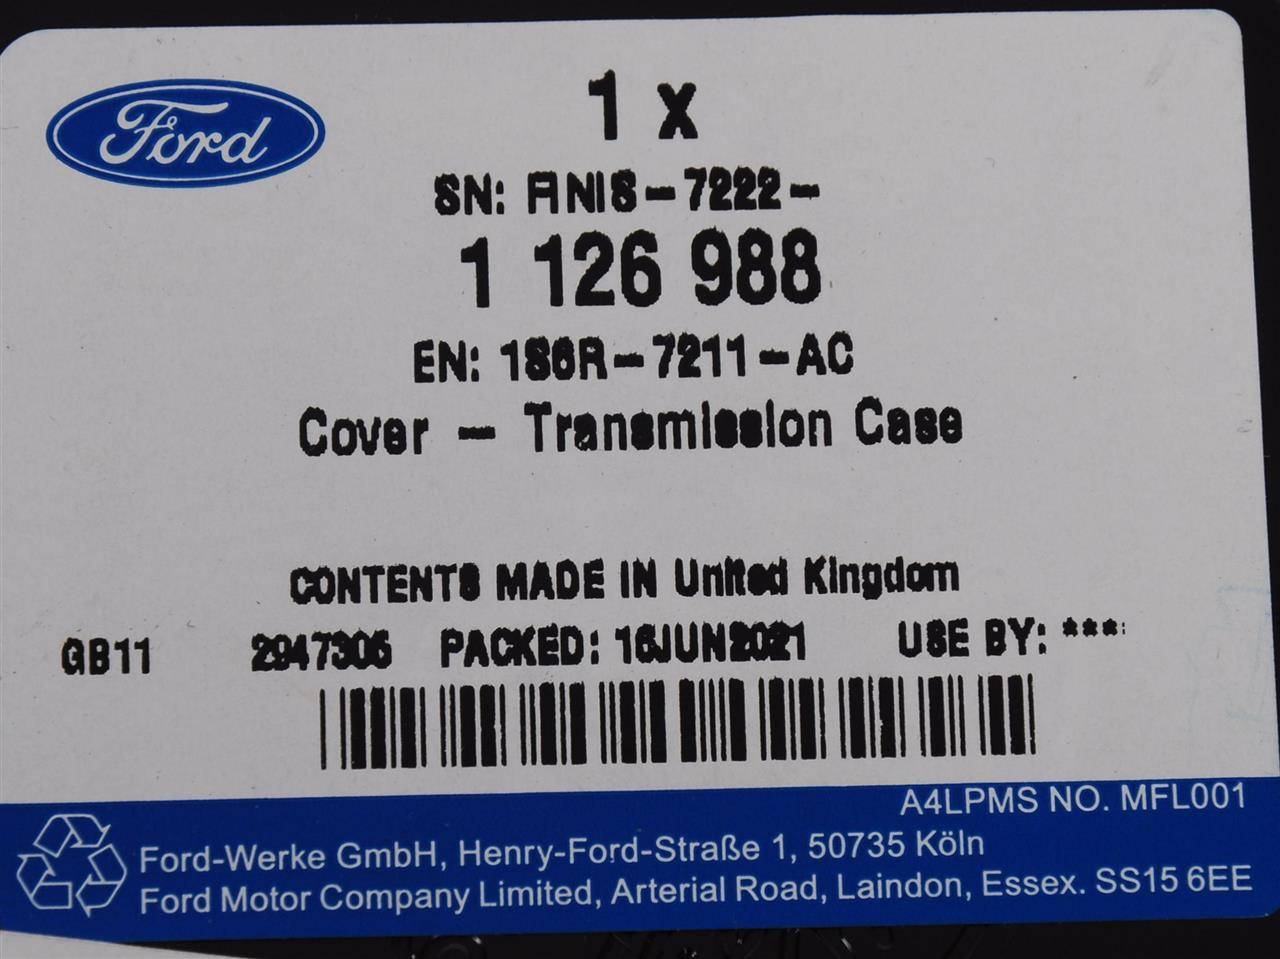 Ford
1 x
SN: FINIS-7222-
1 126 988
EN: 1S6R-7211-AC
Cover - Transmission Case
CONTENTS MADE IN United Kingdom
GB11 2947306 PACKED: 16JUN2021 USE BY: ***
A4LPMS NO. MFL001
Ford-Werke GmbH, Henry-Ford-Straße 1, 50735 Köln
Ford Motor Company Limited, Arterial Road, Laindon, Essex. SS15 6EE